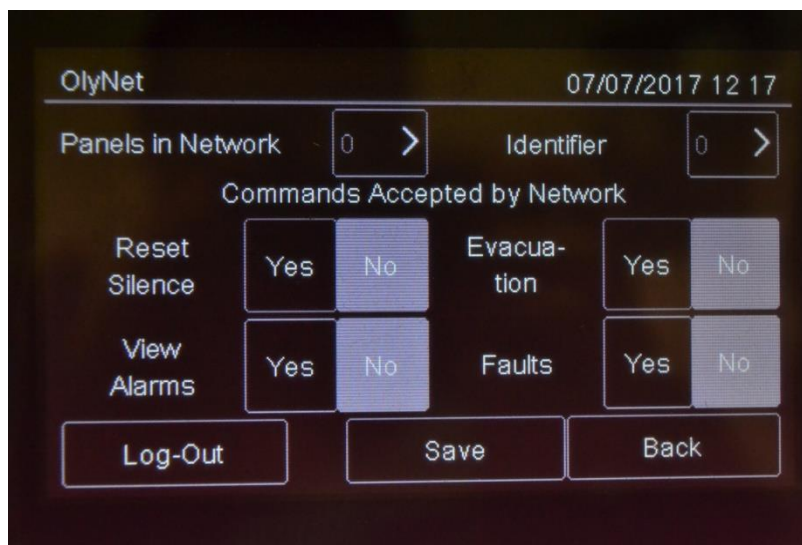 OlyNet 07/07/2017 12 17
Panels in Network 0 > Identifier 0 >
Commands Accepted by Network
Reset Silence Yes No Evacua-tion Yes No
View Alarms Yes No Faults Yes No
Log-Out Save Back